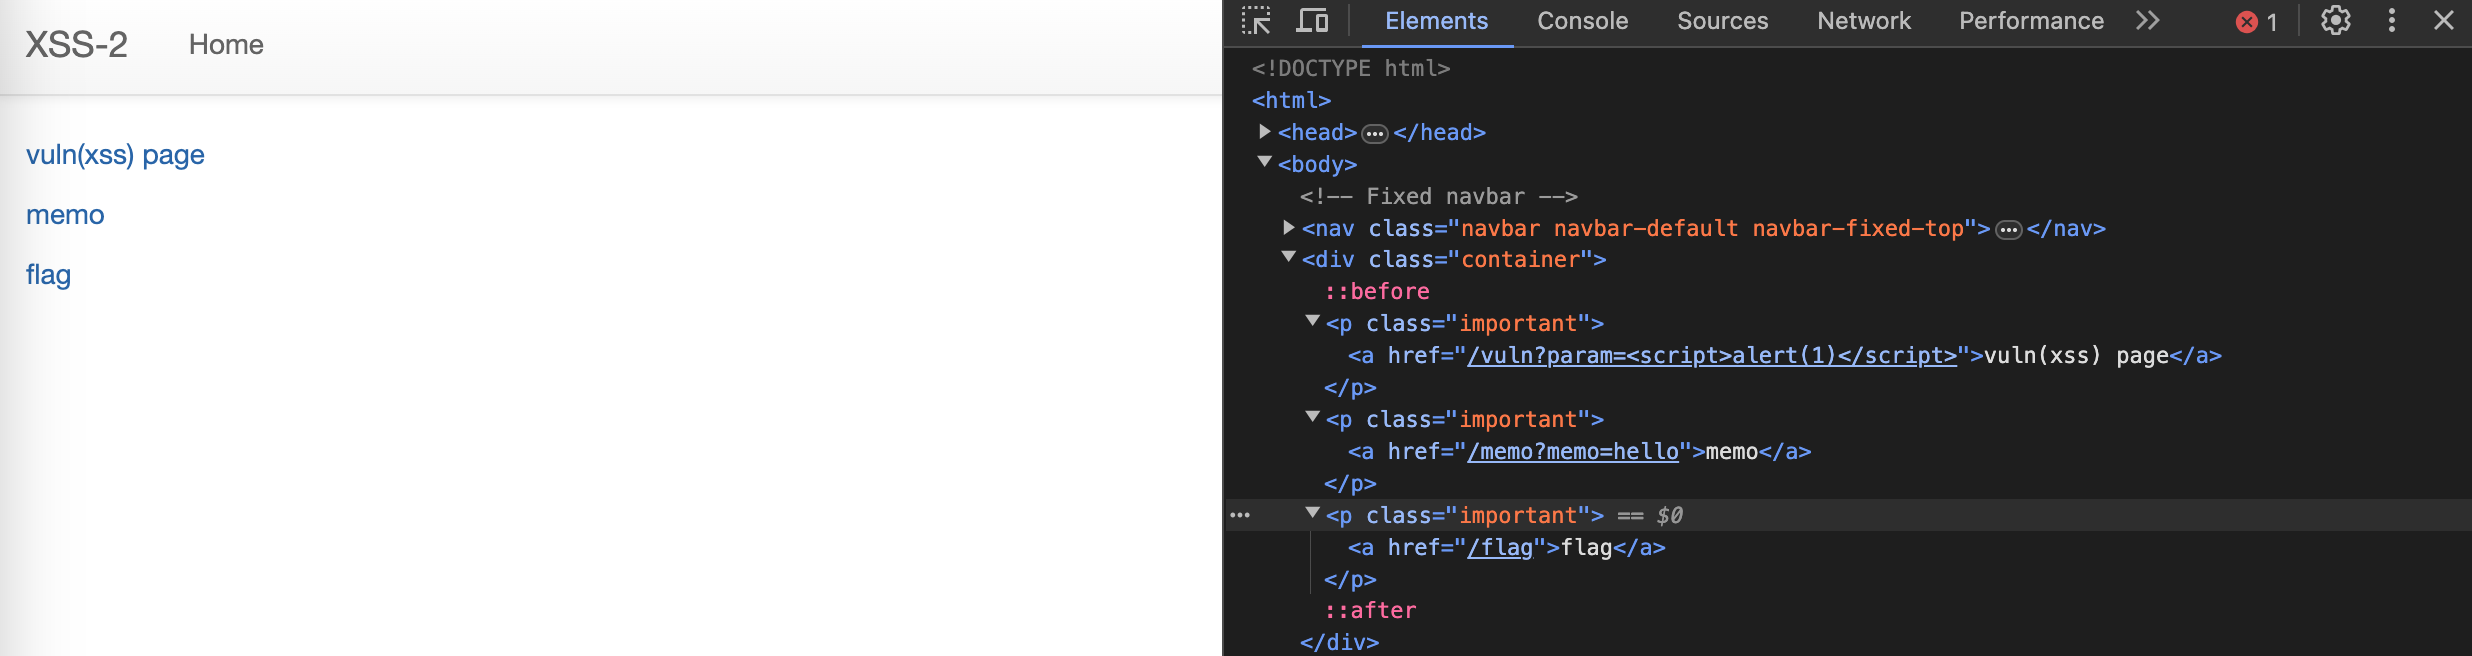 XSS-2 Home
vuln(xss) page
memo
flag
Elements Console Sources Network Performance 1
<!DOCTYPE html>
<html>
<head> ••• </head>
<body>
<!-- Fixed navbar -->
<nav class="navbar navbar-default navbar-fixed-top"> ••• </nav>
<div class="container">
::before
<p class="important">
<a href="/vuln?param=<script>alert(1)</script>">vuln(xss) page</a>
</p>
<p class="important">
<a href="/memo?memo=hello">memo</a>
</p>
••• <p class="important"> == $0
<a href="/flag">flag</a>
</p>
::after
</div>